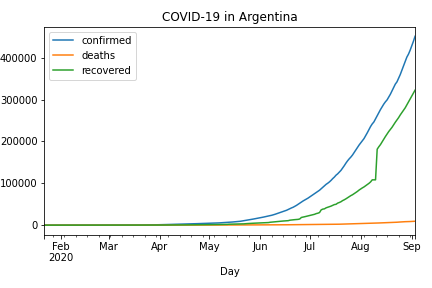 COVID-19 in Argentina
confirmed
deaths
recovered
400000
300000
200000
100000
0
Feb Mar Apr May Jun Jul Aug Sep
2020
Day